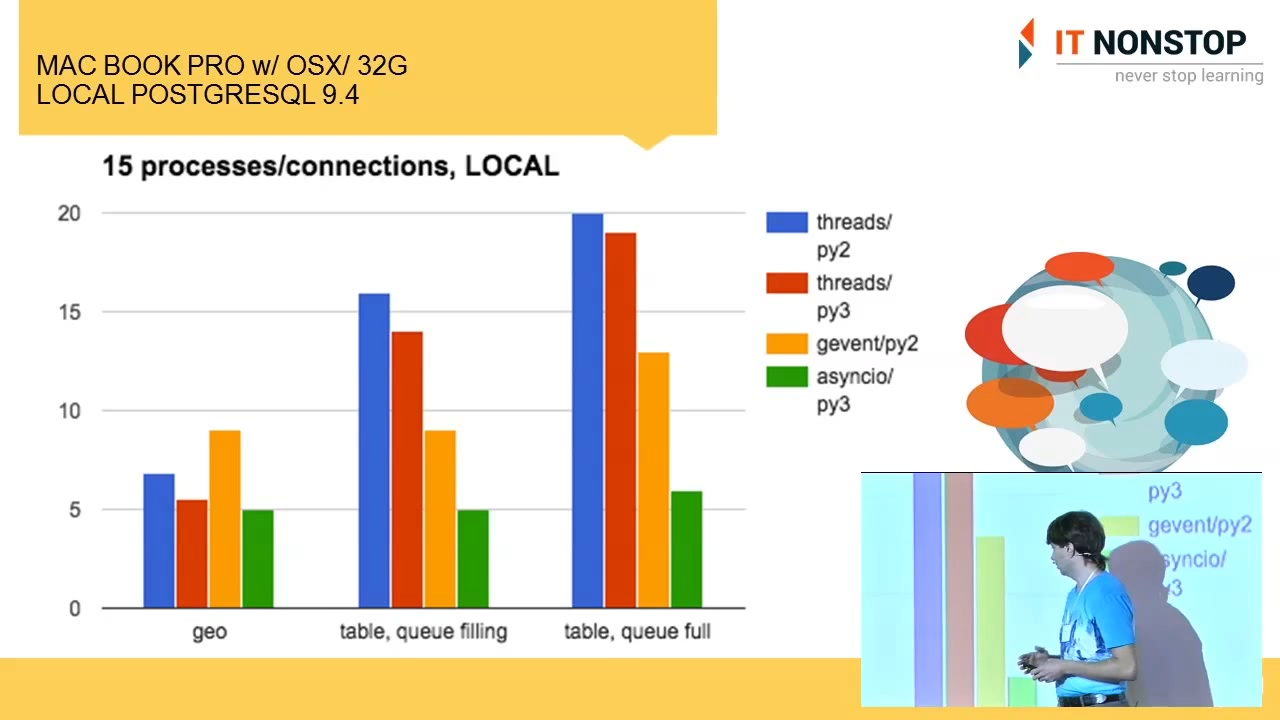 MAC BOOK PRO w/ OSX/ 32G
LOCAL POSTGRESQL 9.4
IT NONSTOP
never stop learning
15 processes/connections, LOCAL
20
15
10
5
0
geo
table, queue filling
table, queue full
threads/
py2
threads/
py3
gevent/py2
asyncio/
py3
py3
gevent/py2
syncio/
3